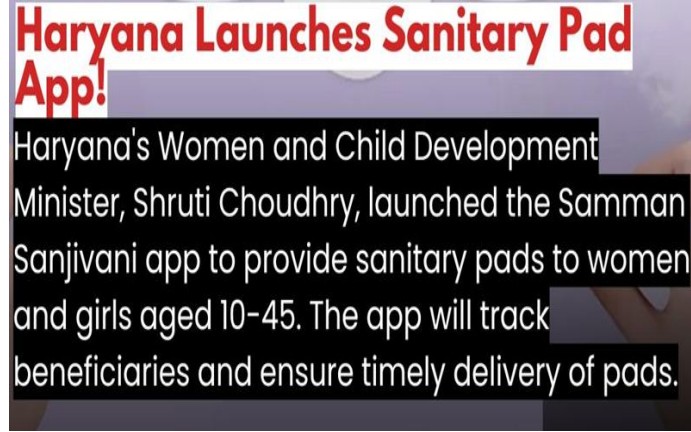 Haryana Launches Sanitary Pad
App!
Haryana's Women and Child Development
Minister, Shruti Choudhry, launched the Samman
Sanjivani app to provide sanitary pads to women
and girls aged 10-45. The app will track
beneficiaries and ensure timely delivery of pads.